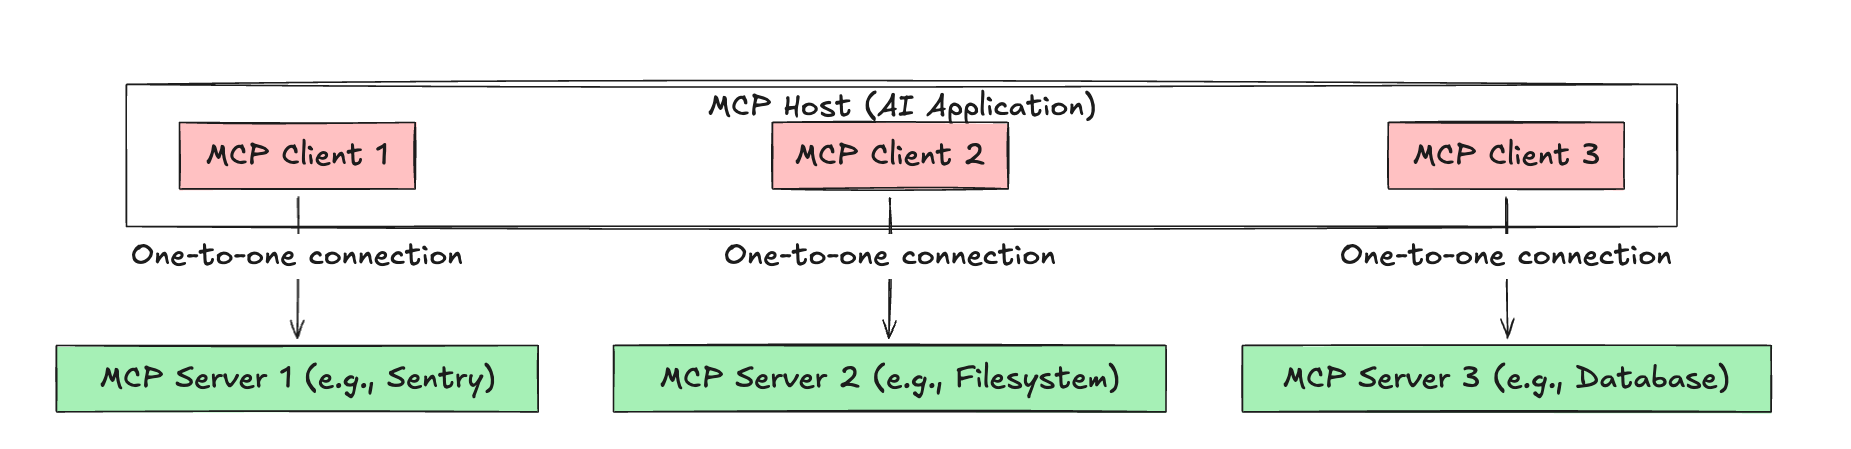 MCP Host (AI Application)
MCP Client 1
MCP Client 2
MCP Client 3
One-to-one connection
One-to-one connection
One-to-one connection
MCP Server 1 (e.g., Sentry)
MCP Server 2 (e.g., Filesystem)
MCP Server 3 (e.g., Database)